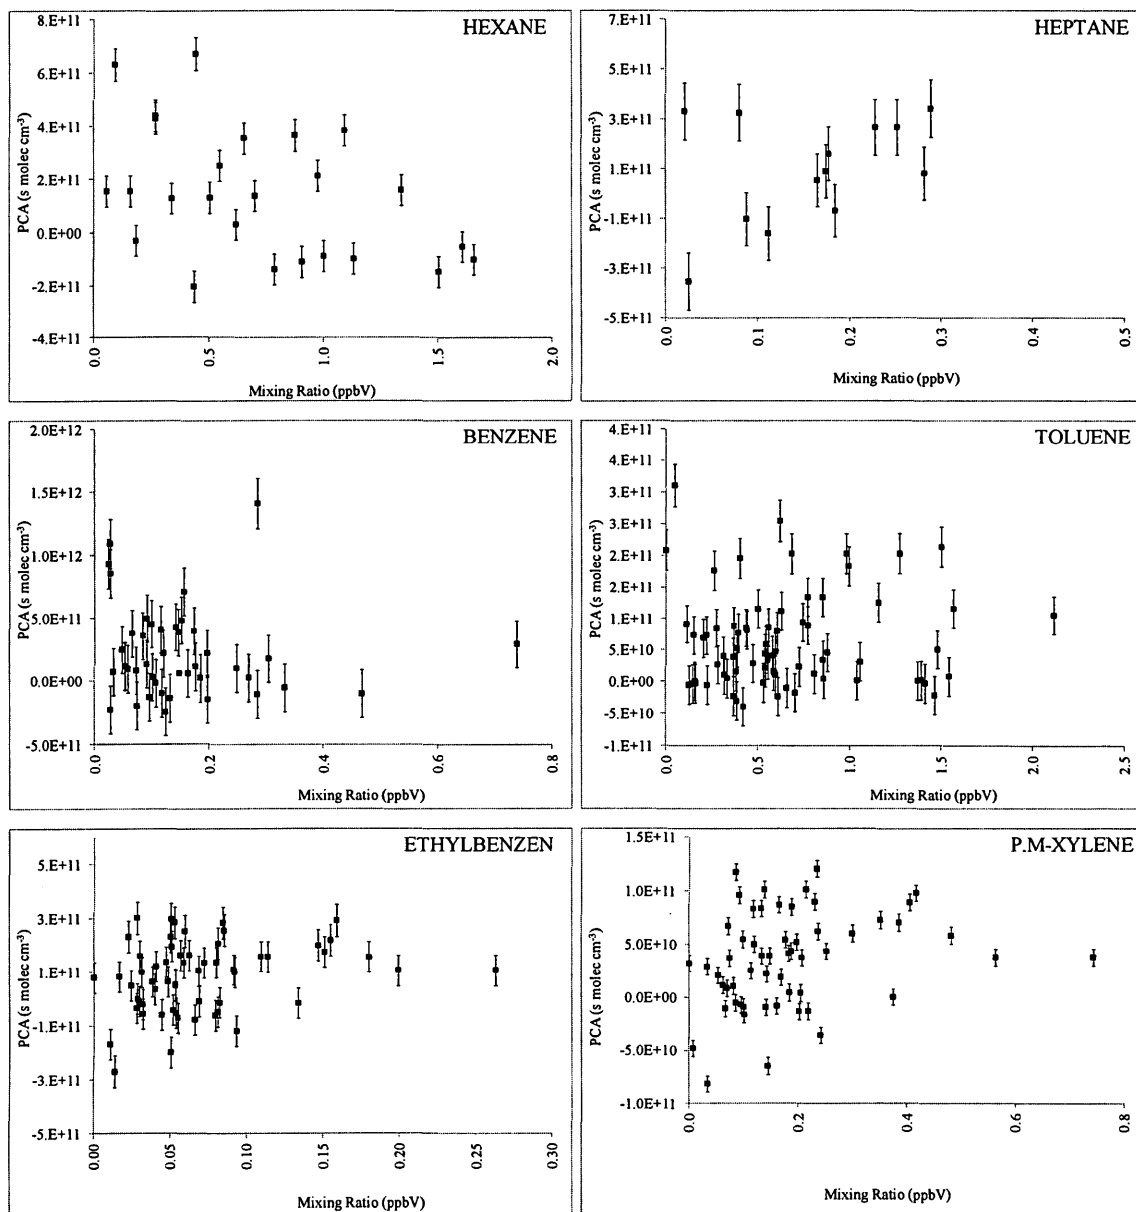 HEXANE
8.E+11
6.E+11
4.E+11
2.E+11
0.E+00
-2.E+11
-4.E+11
PCA (s molec cm-3)
0.0
0.5
1.0
1.5
2.0
Mixing Ratio (ppbV)
HEPTANE
7.E+11
5.E+11
3.E+11
1.E+11
-1.E+11
-3.E+11
-5.E+11
PCA (s molec cm-3)
0.0
0.1
0.2
0.3
0.4
0.5
Mixing Ratio (ppbV)
BENZENE
2.0E+12
1.5E+12
1.0E+12
5.0E+11
0.0E+00
-5.0E+11
PCA (s molec cm-3)
0.0
0.2
0.4
0.6
0.8
Mixing Ratio (ppbV)
TOLUENE
4.E+11
4.E+11
3.E+11
3.E+11
2.E+11
2.E+11
1.E+11
5.E+10
0.E+00
-5.E+10
-1.E+11
PCA (s molec cm-3)
0.0
0.5
1.0
1.5
2.0
2.5
Mixing Ratio (ppbV)
ETHYLBENZEN
5.E+11
3.E+11
1.E+11
-1.E+11
-3.E+11
-5.E+11
PCA (s molec cm-3)
0.00
0.05
0.10
0.15
0.20
0.25
0.30
Mixing Ratio (ppbV)
P.M-XYLENE
1.5E+11
1.0E+11
5.0E+10
0.0E+00
-5.0E+10
-1.0E+11
PCA (s molec cm-3)
0.0
0.2
0.4
0.6
0.8
Mixing Ratio (ppbV)